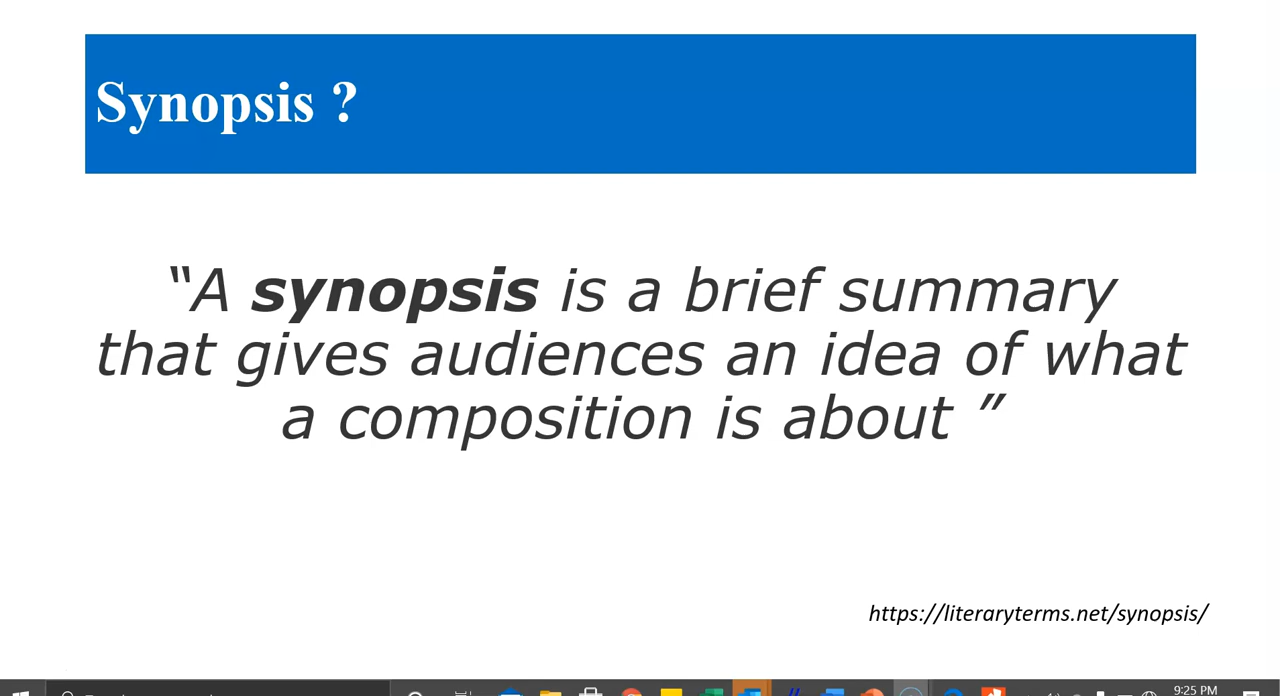 Synopsis ?
“A synopsis is a brief summary
that gives audiences an idea of what
a composition is about ”
https://literaryterms.net/synopsis/
9:25 PM